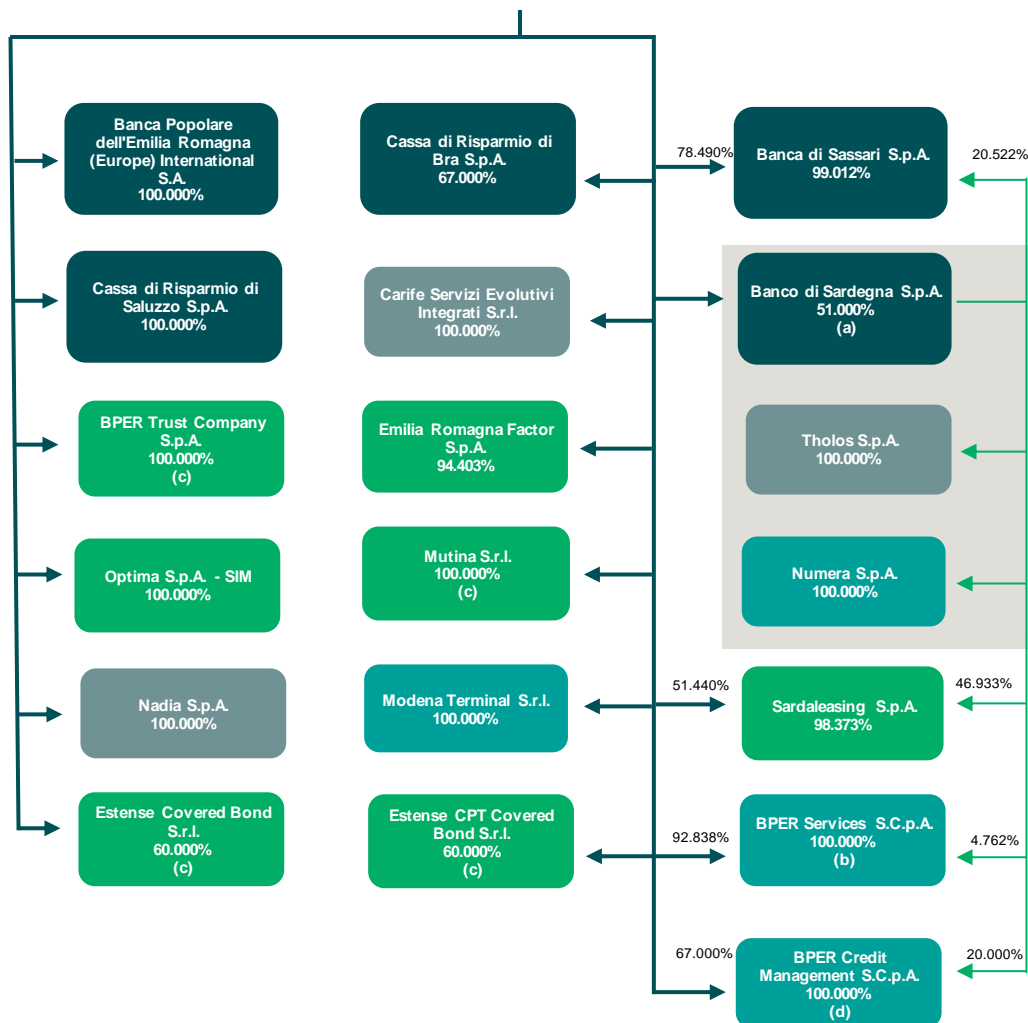 Banca Popolare
dell'Emilia Romagna
(Europe) International
S.A.
100.000%
Cassa di Risparmio di
Bra S.p.A.
67.000%
78.490%
Banca di Sassari S.p.A.
99.012%
20.522%
Cassa di Risparmio di
Saluzzo S.p.A.
100.000%
Carife Servizi Evolutivi
Integrati S.r.l.
100.000%
Banco di Sardegna S.p.A.
51.000%
(a)
BPER Trust Company
S.p.A.
100.000%
(c)
Emilia Romagna Factor
S.p.A.
94.403%
Tholos S.p.A.
100.000%
Optima S.p.A. - SIM
100.000%
Mutina S.r.l.
100.000%
(c)
Numera S.p.A.
100.000%
Nadia S.p.A.
100.000%
Modena Terminal S.r.l.
100.000%
51.440%
Sardaleasing S.p.A.
98.373%
46.933%
Estense Covered Bond
S.r.l.
60.000%
(c)
Estense CPT Covered
Bond S.r.l.
60.000%
(c)
92.838%
BPER Services S.C.p.A.
100.000%
(b)
4.762%
67.000%
BPER Credit
Management S.C.p.A.
100.000%
(d)
20.000%